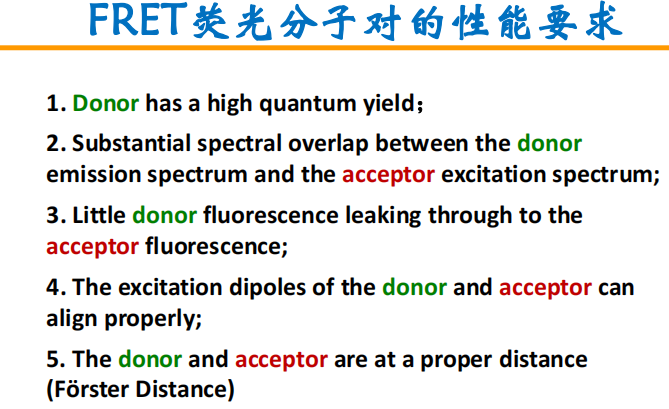 FRET荧光分子对的性能要求
1. Donor has a high quantum yield；
2. Substantial spectral overlap between the donor
emission spectrum and the acceptor excitation spectrum;
3. Little donor fluorescence leaking through to the
acceptor fluorescence;
4. The excitation dipoles of the donor and acceptor can
align properly;
5. The donor and acceptor are at a proper distance
(Förster Distance)